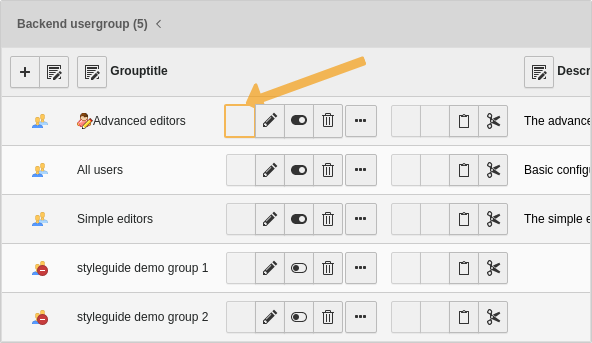 Backend usergroup (5)
Grouptitle
Descr
Advanced editors
The advance
All users
Basic config
Simple editors
The simple e
styleguide demo group 1
styleguide demo group 2